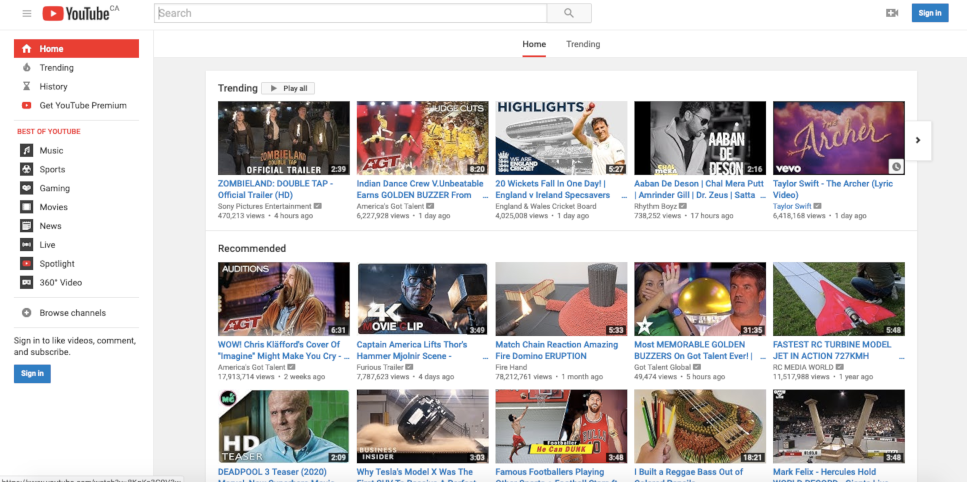 YouTube CA
Search
Sign in
Home
Trending
Home
Trending
History
Get YouTube Premium
BEST OF YOUTUBE
Music
Sports
Gaming
Movies
News
Live
Spotlight
360° Video
Browse channels
Sign in to like videos, comment,
and subscribe.
Sign in
Trending
Play all
ZOMBIELAND
DOUBLE TAP
OFFICIAL TRAILER
2:39
ZOMBIELAND: DOUBLE TAP -
Official Trailer (HD)
Sony Pictures Entertainment
470,213 views • 4 hours ago
JUDGE CUTS
AGT
8:20
Indian Dance Crew V.Unbeatable
Earns GOLDEN BUZZER From ...
America's Got Talent
6,227,928 views • 1 day ago
HIGHLIGHTS
WE ARE
ENGLAND
CRICKET
5:27
20 Wickets Fall In One Day! |
England v Ireland Specsavers ...
England & Wales Cricket Board
4,025,008 views • 1 day ago
AABAN
DE
DESON
CHAL
MERA
2:16
Aaban De Deson | Chal Mera Putt
| Amrinder Gill | Dr. Zeus | Satta ...
Rhythm Boyz
738,252 views • 17 hours ago
The
Archer
vevo
Taylor Swift - The Archer (Lyric
Video)
Taylor Swift
6,418,168 views • 1 day ago
Recommended
AUDITIONS
AGT
6:31
WOW! Chris Kläfford's Cover Of
"Imagine" Might Make You Cry - ...
America's Got Talent
17,913,714 views • 2 weeks ago
4K
MOVIE CLIP
3:49
Captain America Lifts Thor's
Hammer Mjolnir Scene - ...
Furious Trailer
7,787,623 views • 4 days ago
5:33
Match Chain Reaction Amazing
Fire Domino ERUPTION
Fire Hand
78,212,761 views • 1 month ago
31:35
Most MEMORABLE GOLDEN
BUZZERS On Got Talent Ever! | ...
Got Talent Global
49,474 views • 5 hours ago
5:48
FASTEST RC TURBINE MODEL
JET IN ACTION 727KMH ...
RC MEDIA WORLD
11,517,988 views • 1 year ago
HD
TEASER
2:09
DEADPOOL 3 Teaser (2020)
BUSINESS
INSIDER
3:03
Why Tesla's Model X Was The
First SUV To Receive A Perfect
Footballer
He Can DUNK
3:48
Famous Footballers Playing
BULLS
18:21
I Built a Reggae Bass Out of
Colored Pencils
5:48
Mark Felix - Hercules Hold